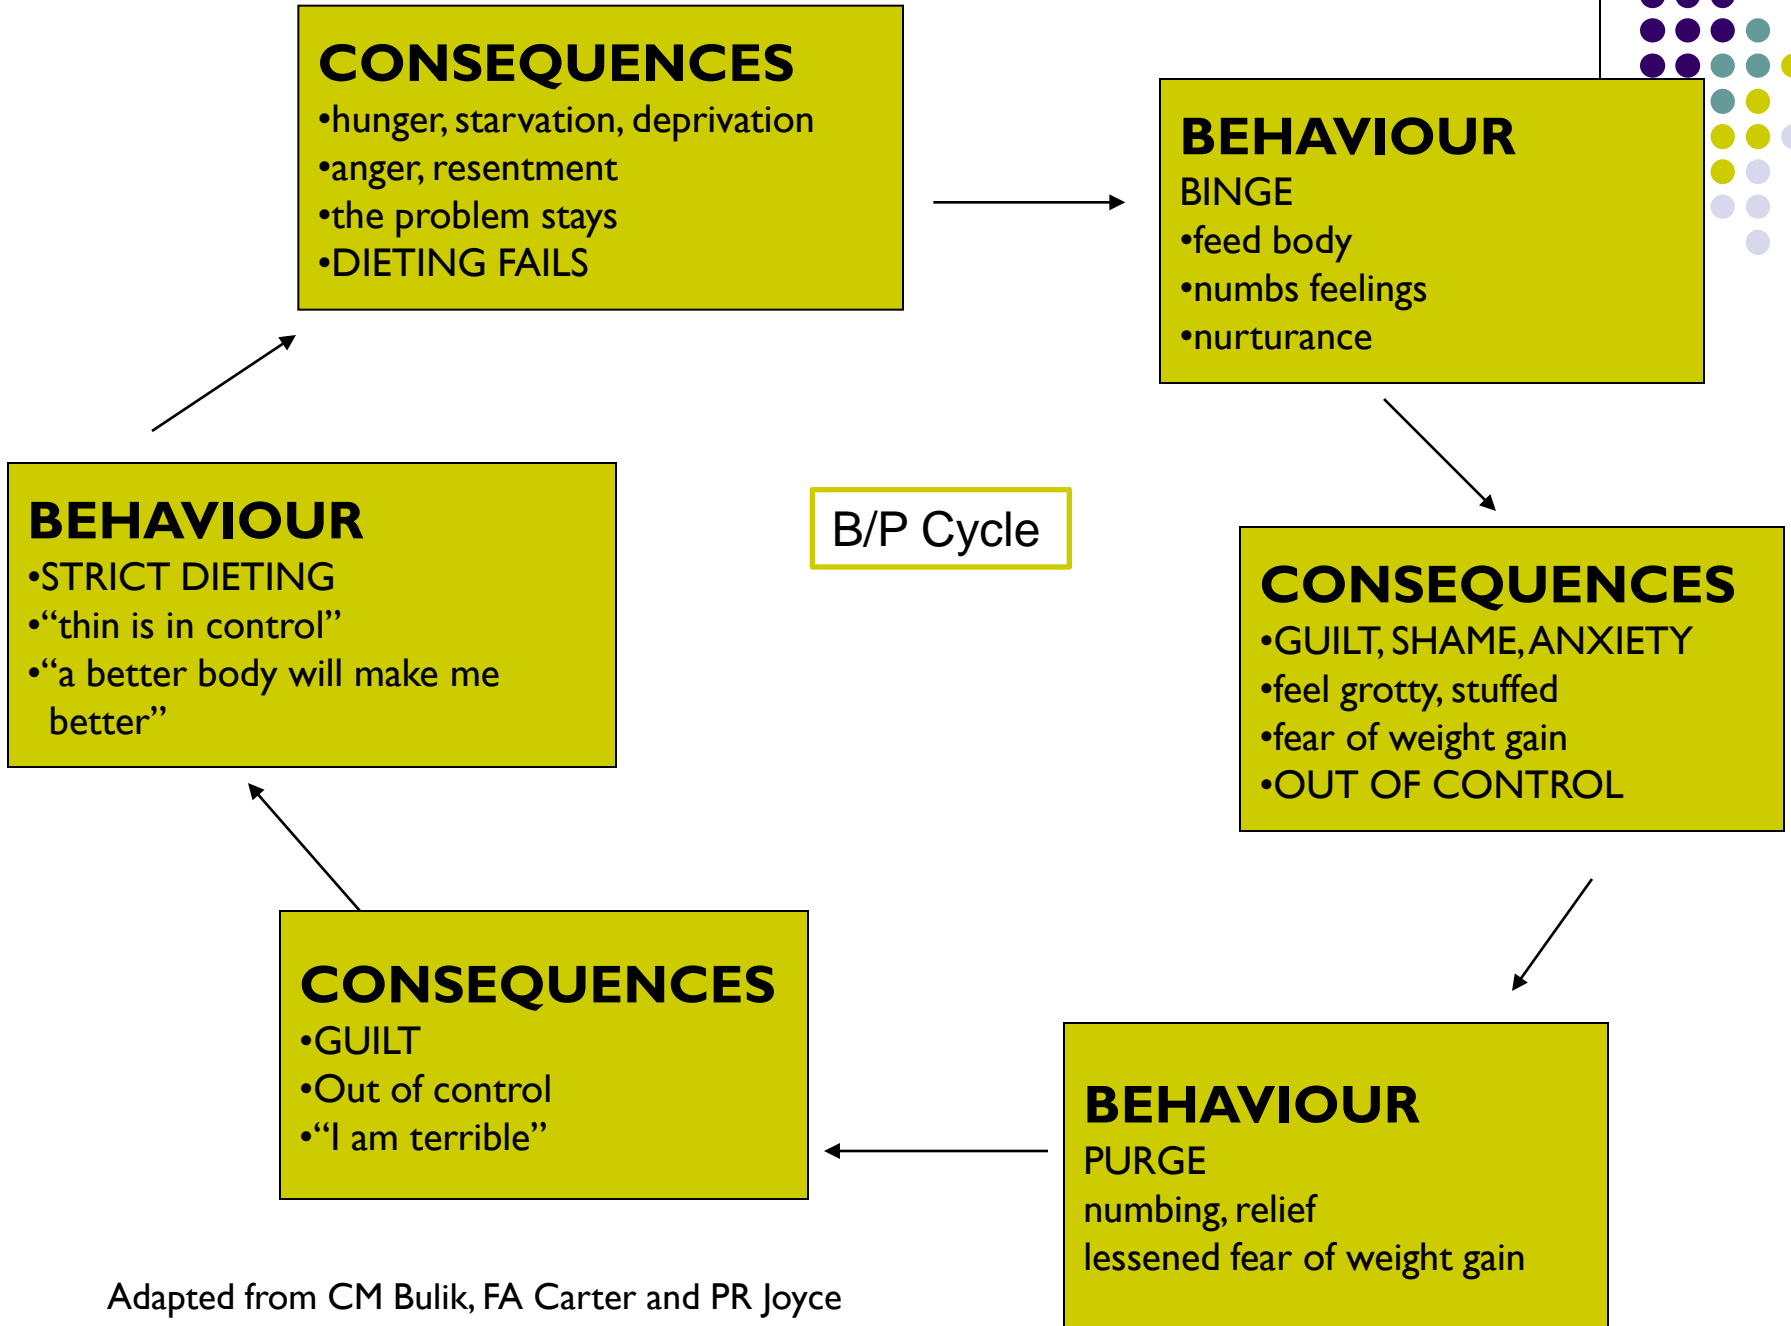 CONSEQUENCES
•hunger, starvation, deprivation
•anger, resentment
•the problem stays
•DIETING FAILS
BEHAVIOUR
BINGE
•feed body
•numbs feelings
•nurturance
BEHAVIOUR
•STRICT DIETING
•“thin is in control”
•“a better body will make me
better”
B/P Cycle
CONSEQUENCES
•GUILT, SHAME, ANXIETY
•feel grotty, stuffed
•fear of weight gain
•OUT OF CONTROL
CONSEQUENCES
•GUILT
•Out of control
•“I am terrible”
BEHAVIOUR
PURGE
numbing, relief
lessened fear of weight gain
Adapted from CM Bulik, FA Carter and PR Joyce